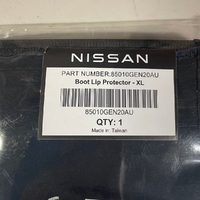 NISSAN
PART NUMBER:85010GEN20AU
Boot Lip Protector - XL
85010GEN20AU
QTY: 1
Made in: Taiwan